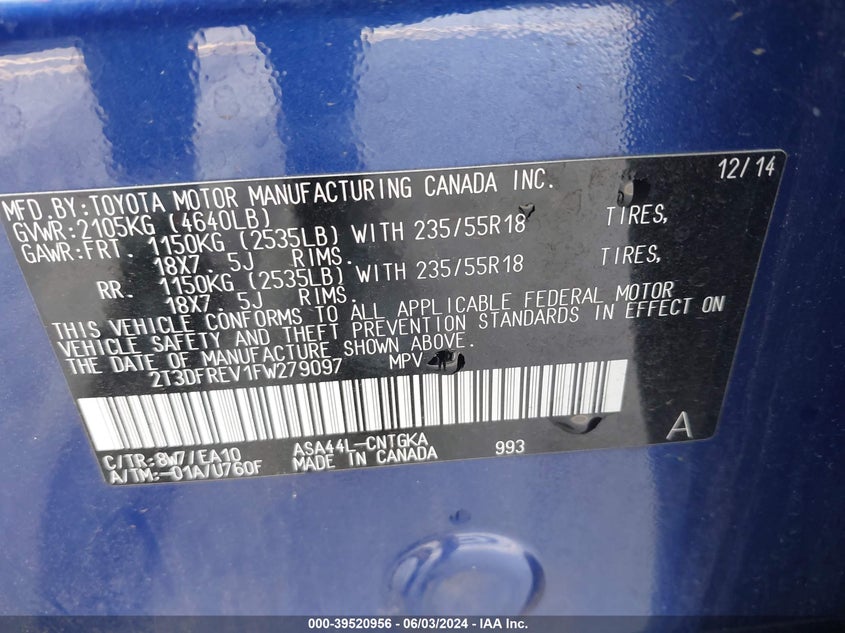 12/14
MFD.BY:TOYOTA MOTOR MANUFACTURING CANADA INC.
GVWR:2105KG (4640LB)
GAWR:FRT. 1150KG (2535LB) WITH 235/55R18 TIRES,
18X7. 5J RIMS.
RR. 1150KG (2535LB) WITH 235/55R18 TIRES,
18X7. 5J RIMS.
THIS VEHICLE CONFORMS TO ALL APPLICABLE FEDERAL MOTOR
VEHICLE SAFETY AND THEFT PREVENTION STANDARDS IN EFFECT ON
THE DATE OF MANUFACTURE SHOWN ABOVE.
2T3DFREV1FW279097 MPV
C/TR:8W7/EA10 ASA44L-CNTGKA 993 A
A/TM:-01A/U760F MADE IN CANADA
000-39520956 - 06/03/2024 - IAA Inc.